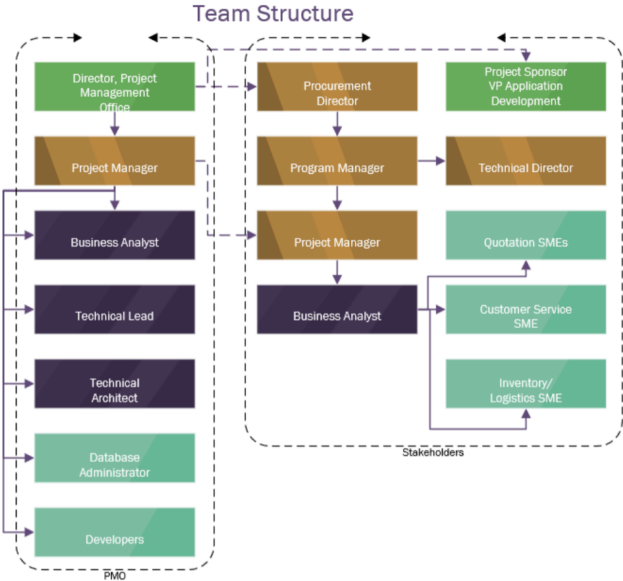 Team Structure
Director, Project
Management
Office
Project Manager
Business Analyst
Technical Lead
Technical
Architect
Database
Administrator
Developers
PMO
Procurement
Director
Program Manager
Project Manager
Business Analyst
Project Sponsor
VP Application
Development
Technical Director
Quotation SMEs
Customer Service
SME
Inventory/
Logistics SME
Stakeholders